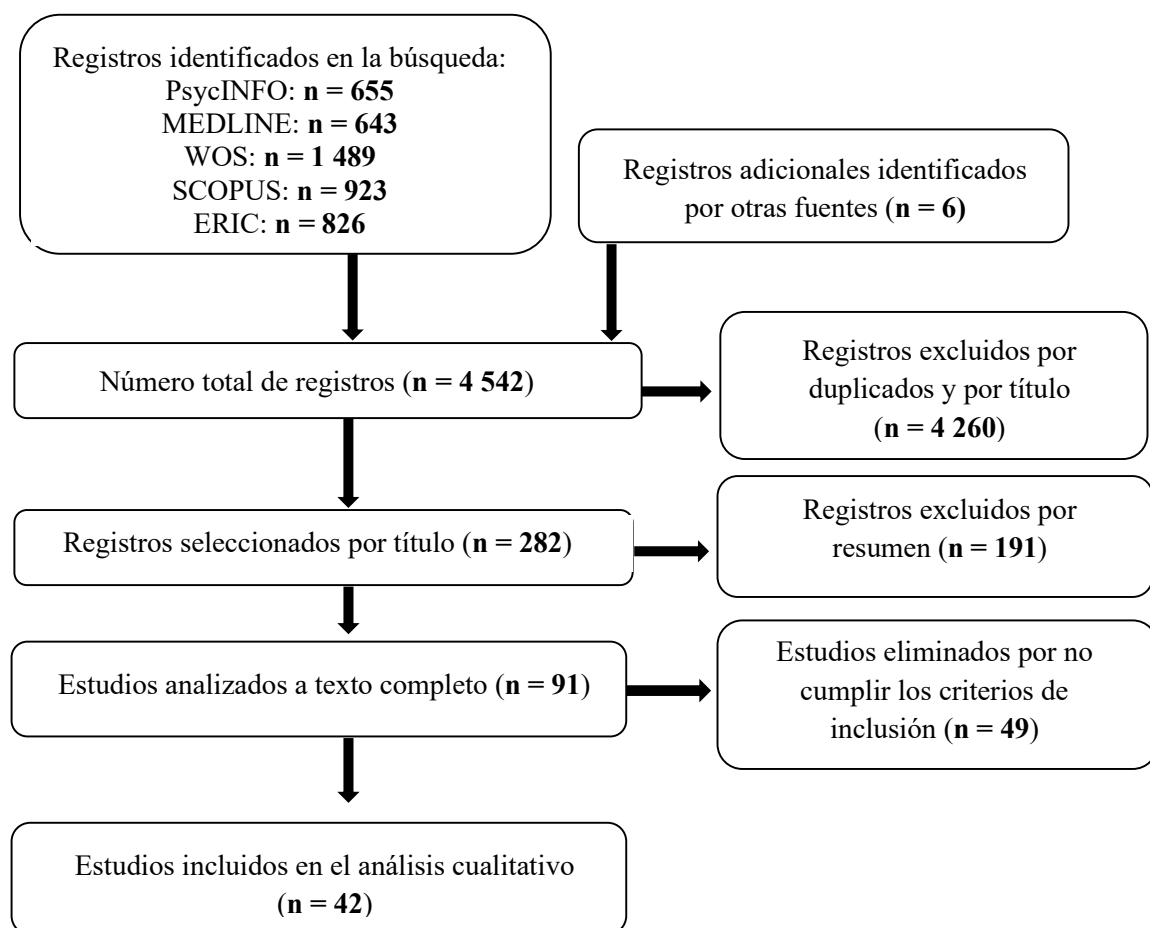 Registros identificados en la búsqueda:
PsycINFO: n = 655
MEDLINE: n = 643
WOS: n = 1 489
SCOPUS: n = 923
ERIC: n = 826
Registros adicionales identificados
por otras fuentes (n = 6)
Número total de registros (n = 4 542)
Registros excluidos por
duplicados y por título
(n = 4 260)
Registros seleccionados por título (n = 282)
Registros excluidos por
resumen (n = 191)
Estudios analizados a texto completo (n = 91)
Estudios eliminados por no
cumplir los criterios de
inclusión (n = 49)
Estudios incluidos en el análisis cualitativo
(n = 42)